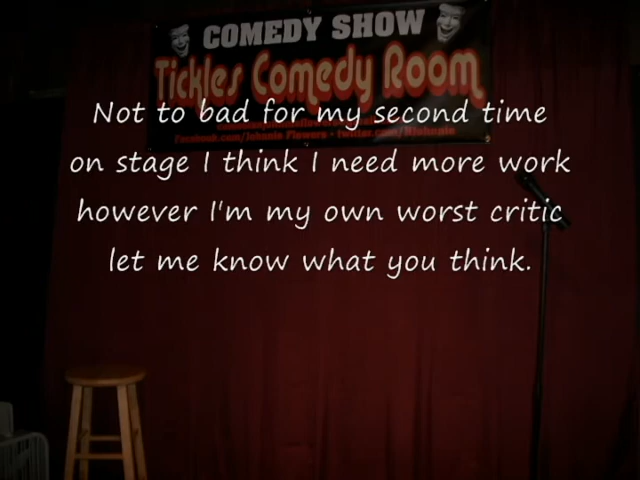 COMEDY SHOW
Tickles Comedy Room
Not to bad for my second time
on stage I think I need more work
however I'm my own worst critic
let me know what you think.